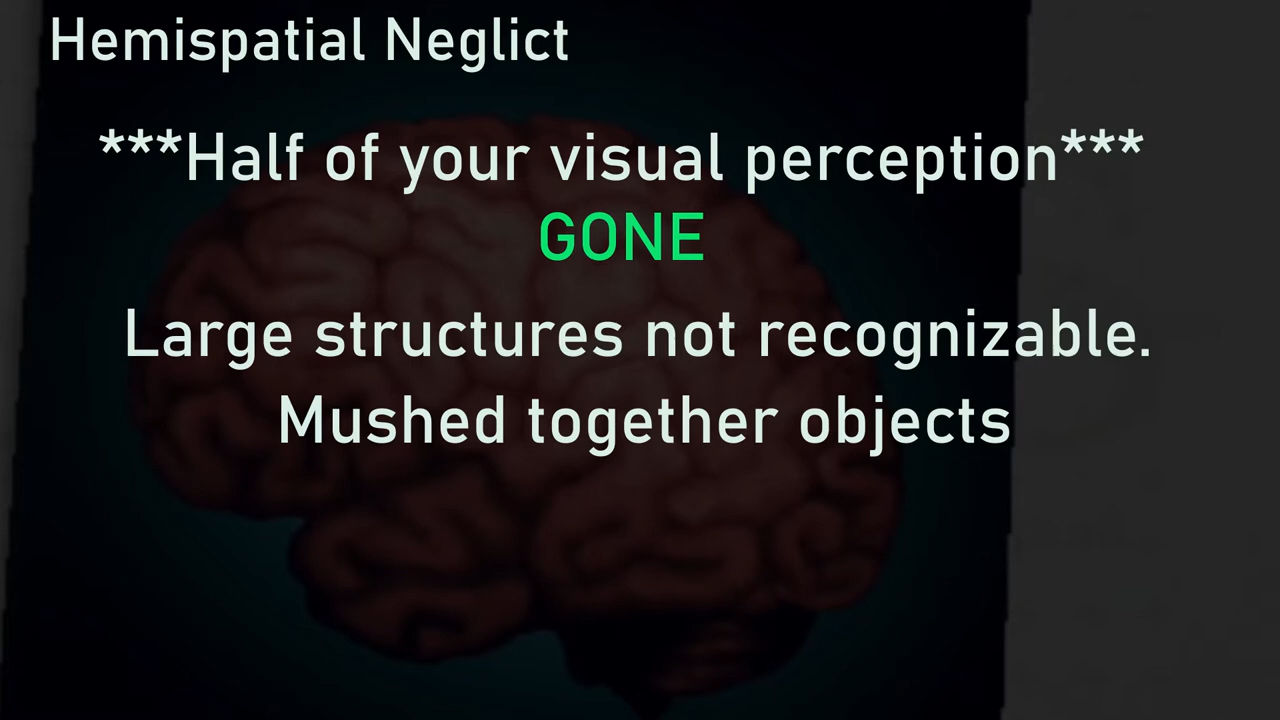 Hemispatial Neglict
***Half of your visual perception***
GONE
Large structures not recognizable.
Mushed together objects